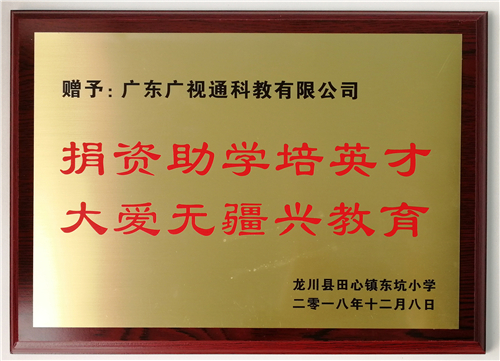 赠予：广东广视通科教有限公司
捐资助学培英才
大爱无疆兴教育
龙川县田心镇东坑小学
二零一八年十二月八日